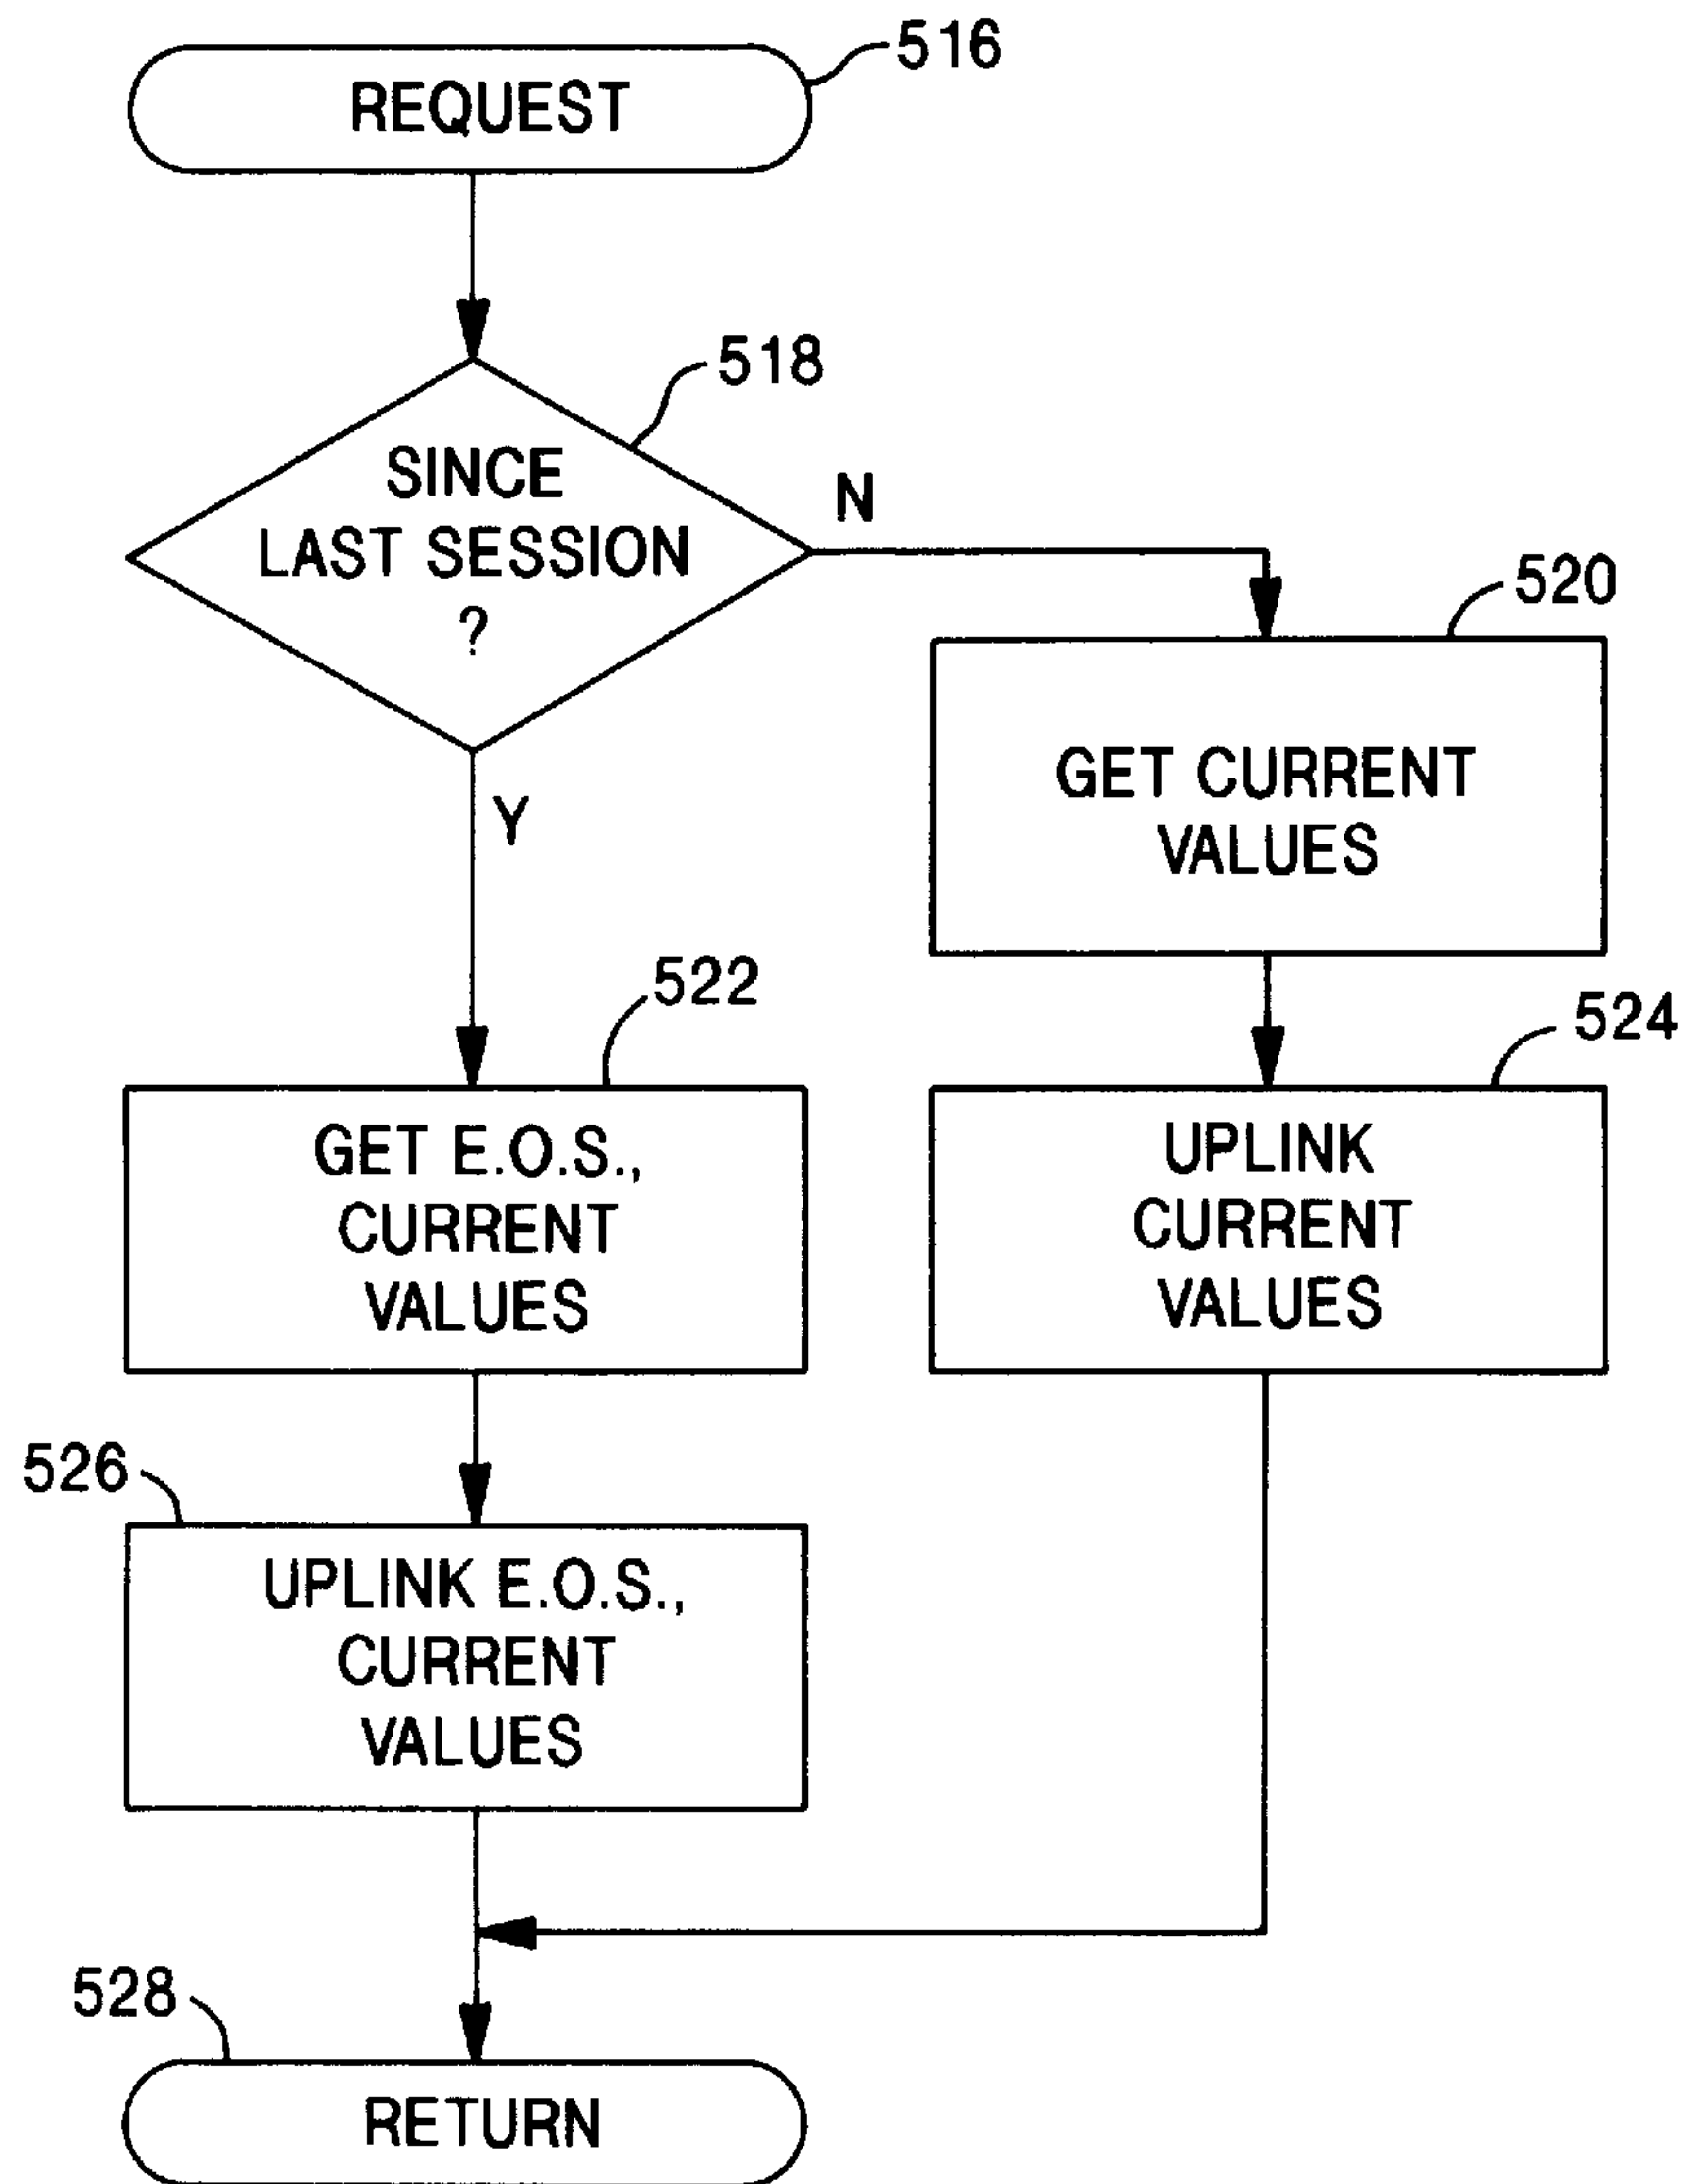 516
REQUEST
518
SINCE
LAST SESSION
?
N
Y
520
GET CURRENT
VALUES
522
GET E.O.S.,
CURRENT
VALUES
524
UPLINK
CURRENT
VALUES
526
UPLINK E.O.S.,
CURRENT
VALUES
528
RETURN